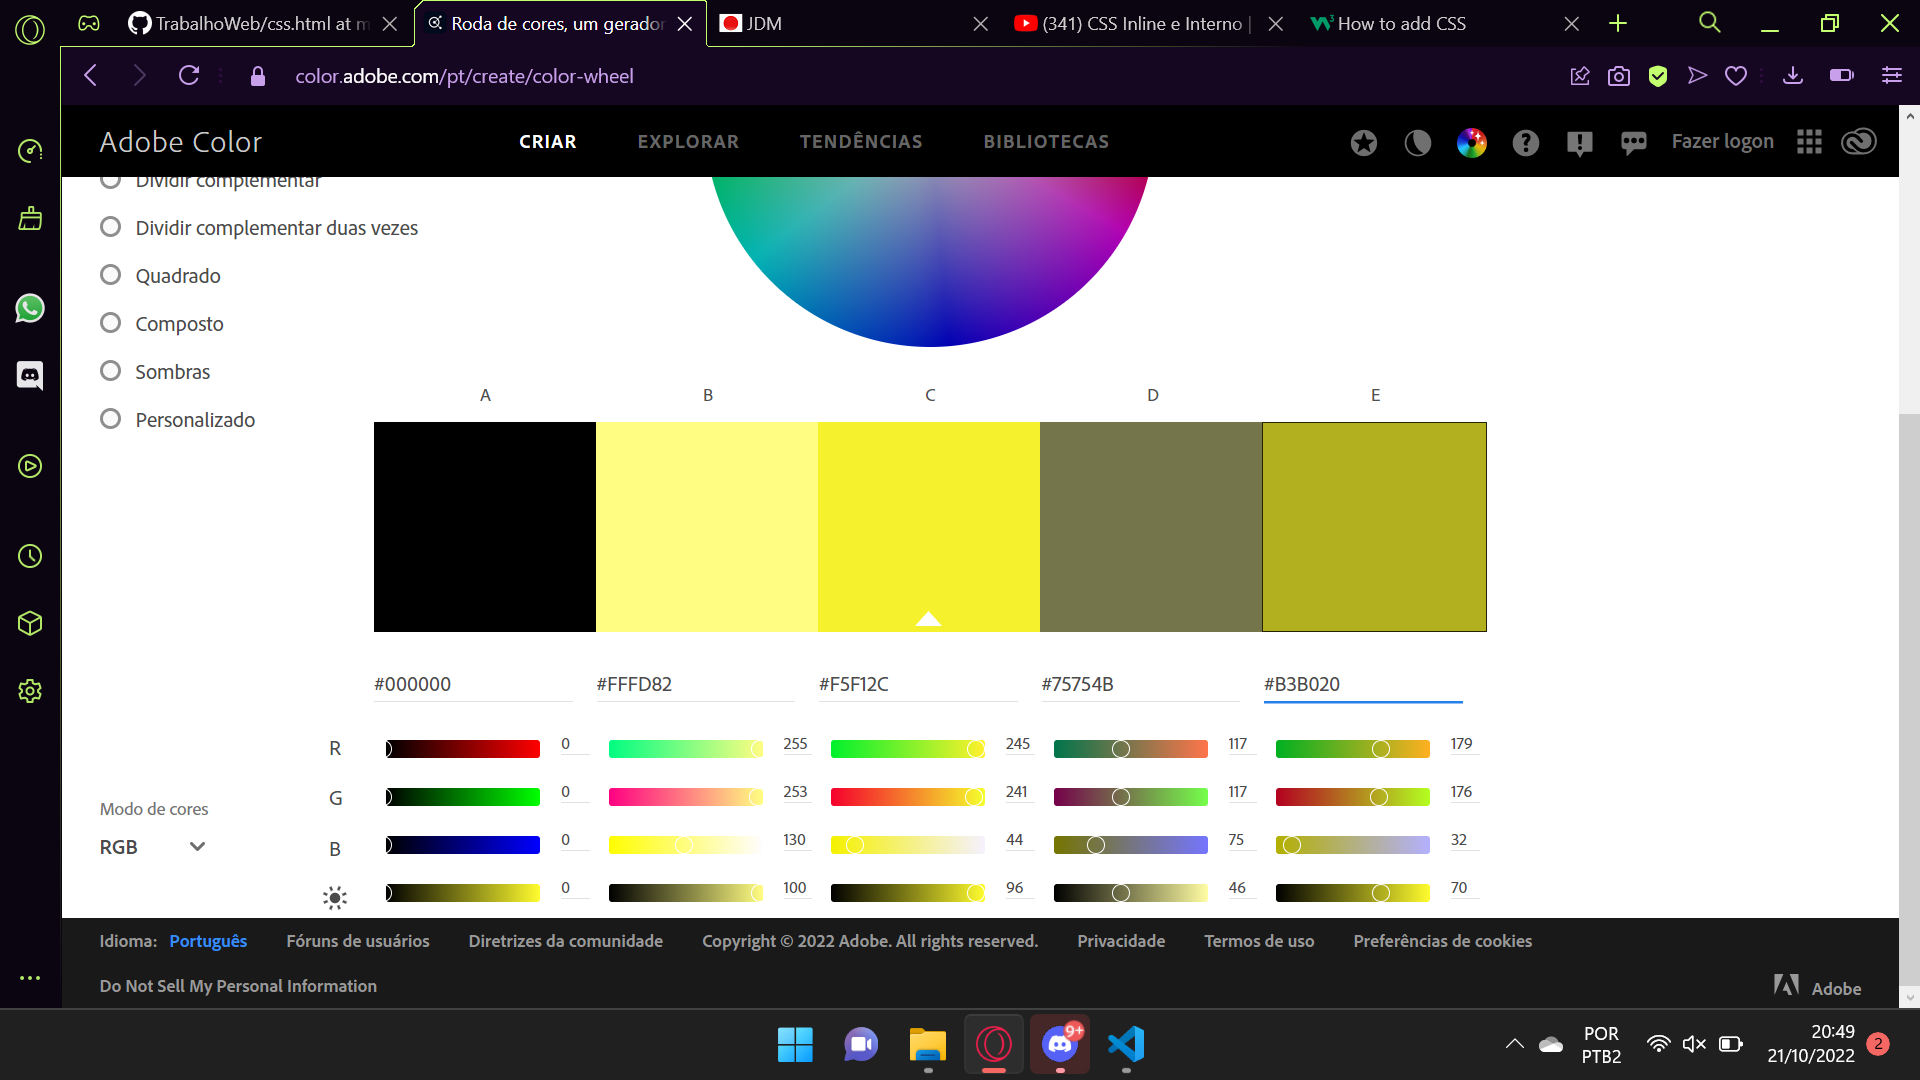 TrabalhoWeb/css.html at m
Roda de cores, um gerador
JDM
(341) CSS Inline e Interno |
How to add CSS
color.adobe.com/pt/create/color-wheel
Adobe Color
CRIAR
EXPLORAR
TENDÊNCIAS
BIBLIOTECAS
Fazer logon
Dividir complementar
Dividir complementar duas vezes
Quadrado
Composto
Sombras
Personalizado
A
B
C
D
E
#000000
#FFFD82
#F5F12C
#75754B
#B3B020
R
0
255
245
117
179
G
0
253
241
117
176
Modo de cores
RGB
B
0
130
44
75
32
0
100
96
46
70
Idioma: Português
Fóruns de usuários
Diretrizes da comunidade
Copyright © 2022 Adobe. All rights reserved.
Privacidade
Termos de uso
Preferências de cookies
Do Not Sell My Personal Information
Adobe
9+
POR
PTB2
20:49
21/10/2022
2